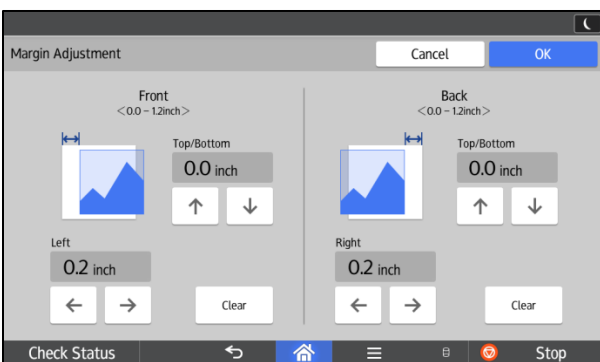 Margin Adjustment
Cancel
OK
Front
<0.0 – 1.2inch>
Top/Bottom
0.0 inch
Left
0.2 inch
Clear
Back
<0.0 – 1.2inch>
Top/Bottom
0.0 inch
Right
0.2 inch
Clear
Check Status
Stop